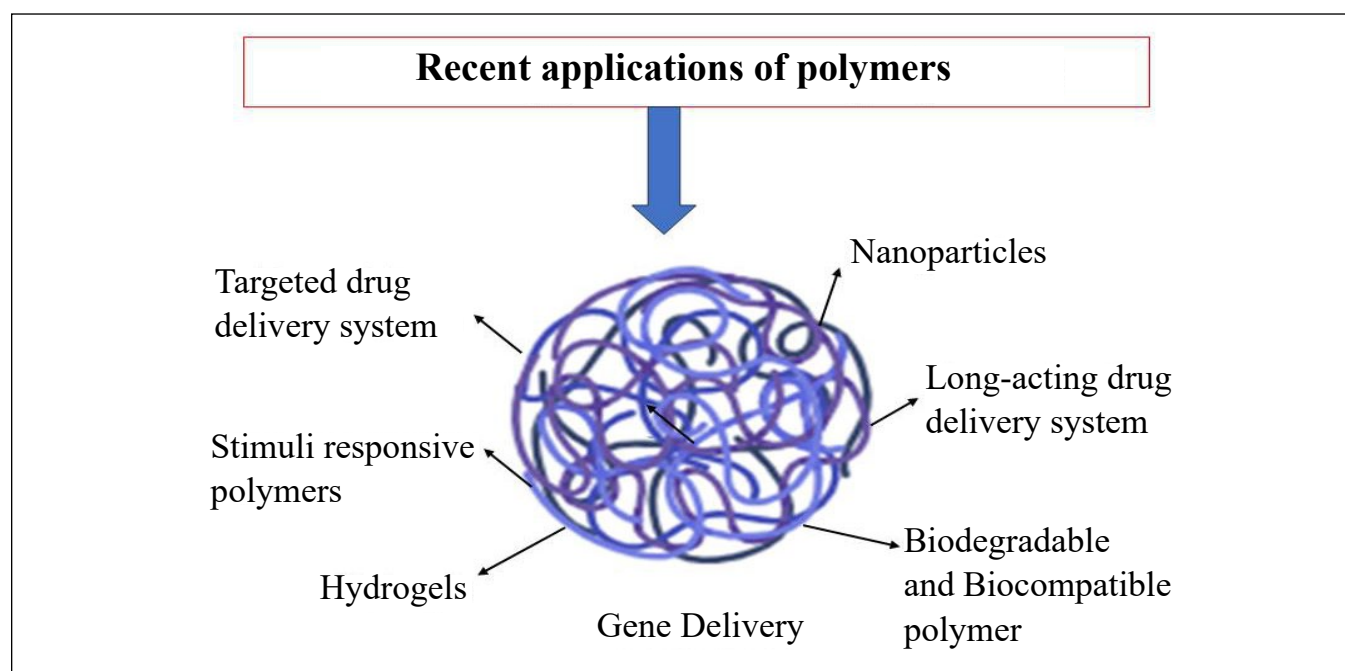 Recent applications of polymers
Nanoparticles
Targeted drug
delivery system
Long-acting drug
delivery system
Stimuli responsive
polymers
Biodegradable
and Biocompatible
polymer
Hydrogels
Gene Delivery